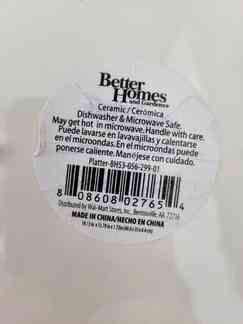 Better
Homes
and Gardens
Ceramic / Cerámica
Dishwasher & Microwave Safe.
May get hot in microwave. Handle with care.
Puede lavarse en lavavajillas y calentarse
en el microondas. En el microondas puede
ponerse caliente. Manéjese con cuidado.
Platter-BH53-056-299-01
8 08608 02765 4
Distributed by Wal-Mart Stores, Inc., Bentonville, AR. 72716
MADE IN CHINA/HECHO EN CHINA